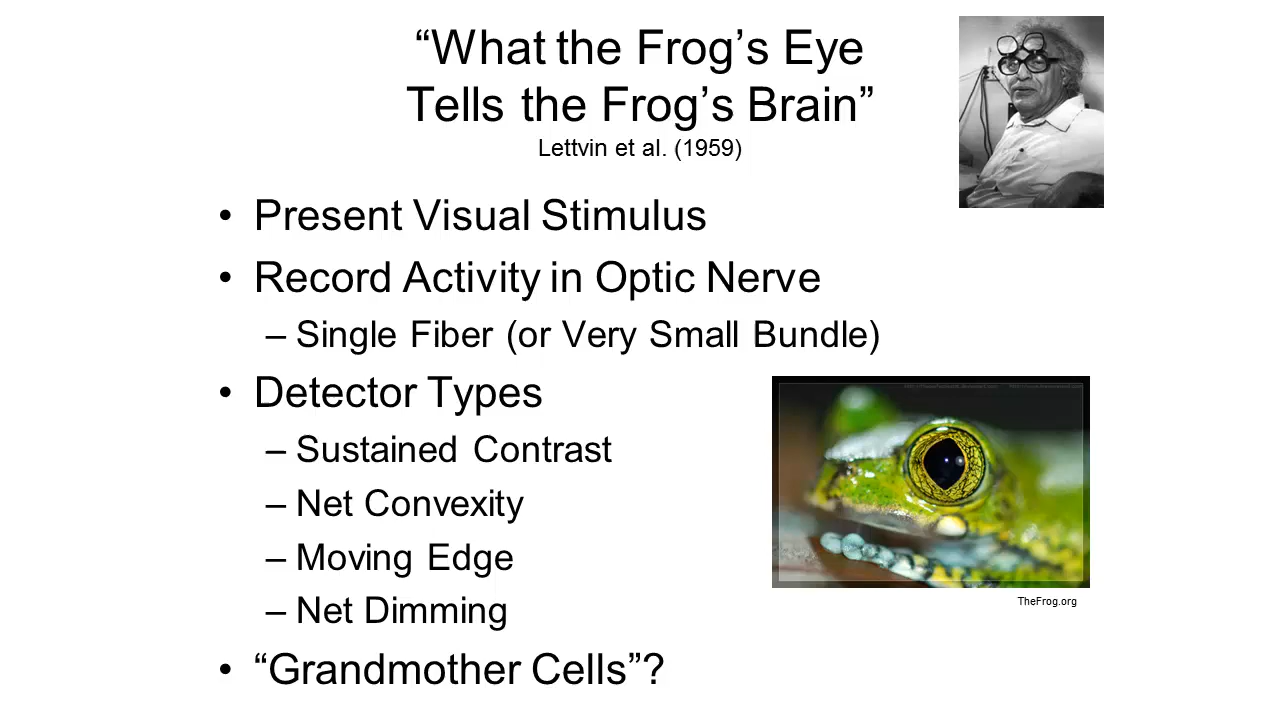 “What the Frog’s Eye
Tells the Frog’s Brain”
Lettvin et al. (1959)
• Present Visual Stimulus
• Record Activity in Optic Nerve
– Single Fiber (or Very Small Bundle)
• Detector Types
– Sustained Contrast
– Net Convexity
– Moving Edge
– Net Dimming
TheFrog.org
• “Grandmother Cells”?